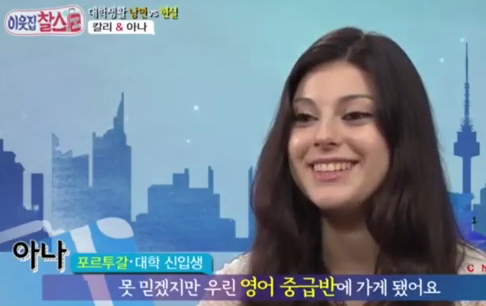 이웃집 찰스
대학생활 낭만 vs 현실
칼리 & 아나
아나
포르투갈·대학 신입생
못 믿겠지만 우린 영어 중급반에 가게 됐어요
C h